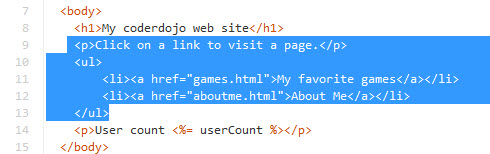 7 <body>
8 <h1>My coderdojo web site</h1>
9 <p>Click on a link to visit a page.</p>
10 <ul>
11 <li><a href="games.html">My favorite games</a></li>
12 <li><a href="aboutme.html">About Me</a></li>
13 </ul>
14 <p>User count <%= userCount %></p>
15 </body>